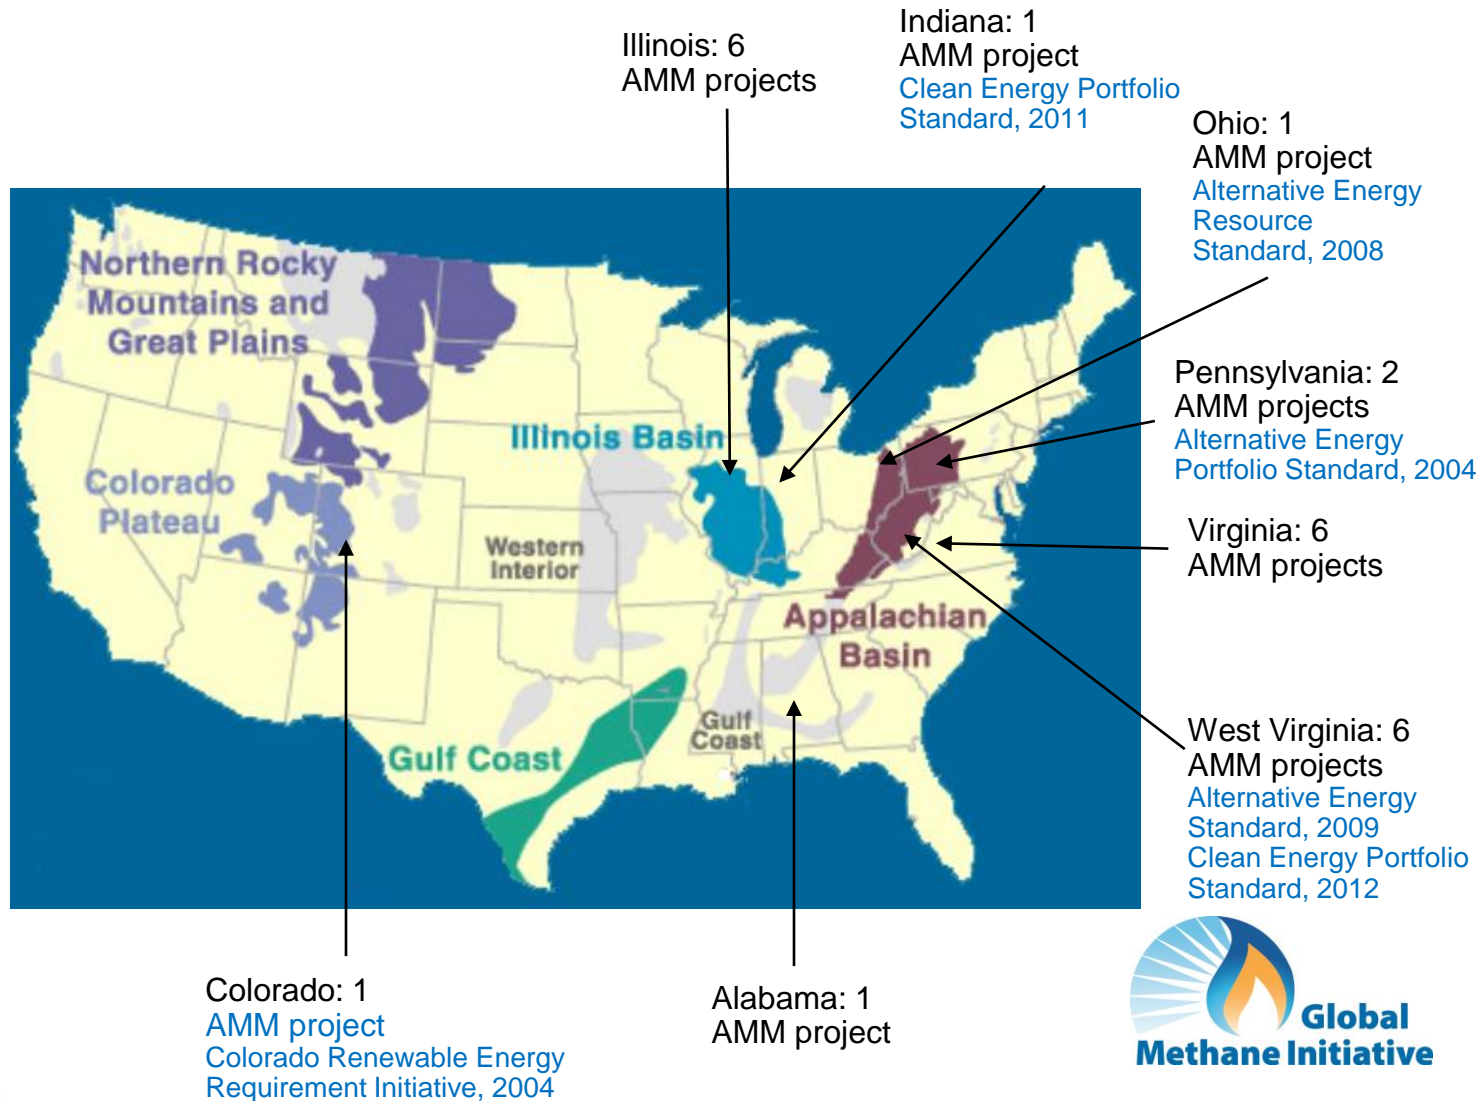 Illinois: 6
AMM projects
Indiana: 1
AMM project
Clean Energy Portfolio
Standard, 2011
Ohio: 1
AMM project
Alternative Energy
Resource
Standard, 2008
Northern Rocky
Mountains and
Great Plains
Illinois Basin
Colorado
Plateau
Western
Interior
Appalachian
Basin
Gulf
Coast
Gulf Coast
Pennsylvania: 2
AMM projects
Alternative Energy
Portfolio Standard, 2004
Virginia: 6
AMM projects
West Virginia: 6
AMM projects
Alternative Energy
Standard, 2009
Clean Energy Portfolio
Standard, 2012
Colorado: 1
AMM project
Colorado Renewable Energy
Requirement Initiative, 2004
Alabama: 1
AMM project
Global
Methane Initiative